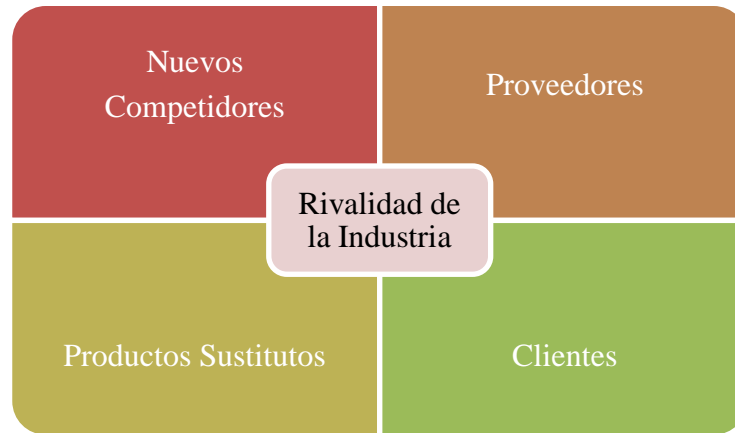 Nuevos
Competidores
Proveedores
Rivalidad de
la Industria
Productos Sustitutos
Clientes